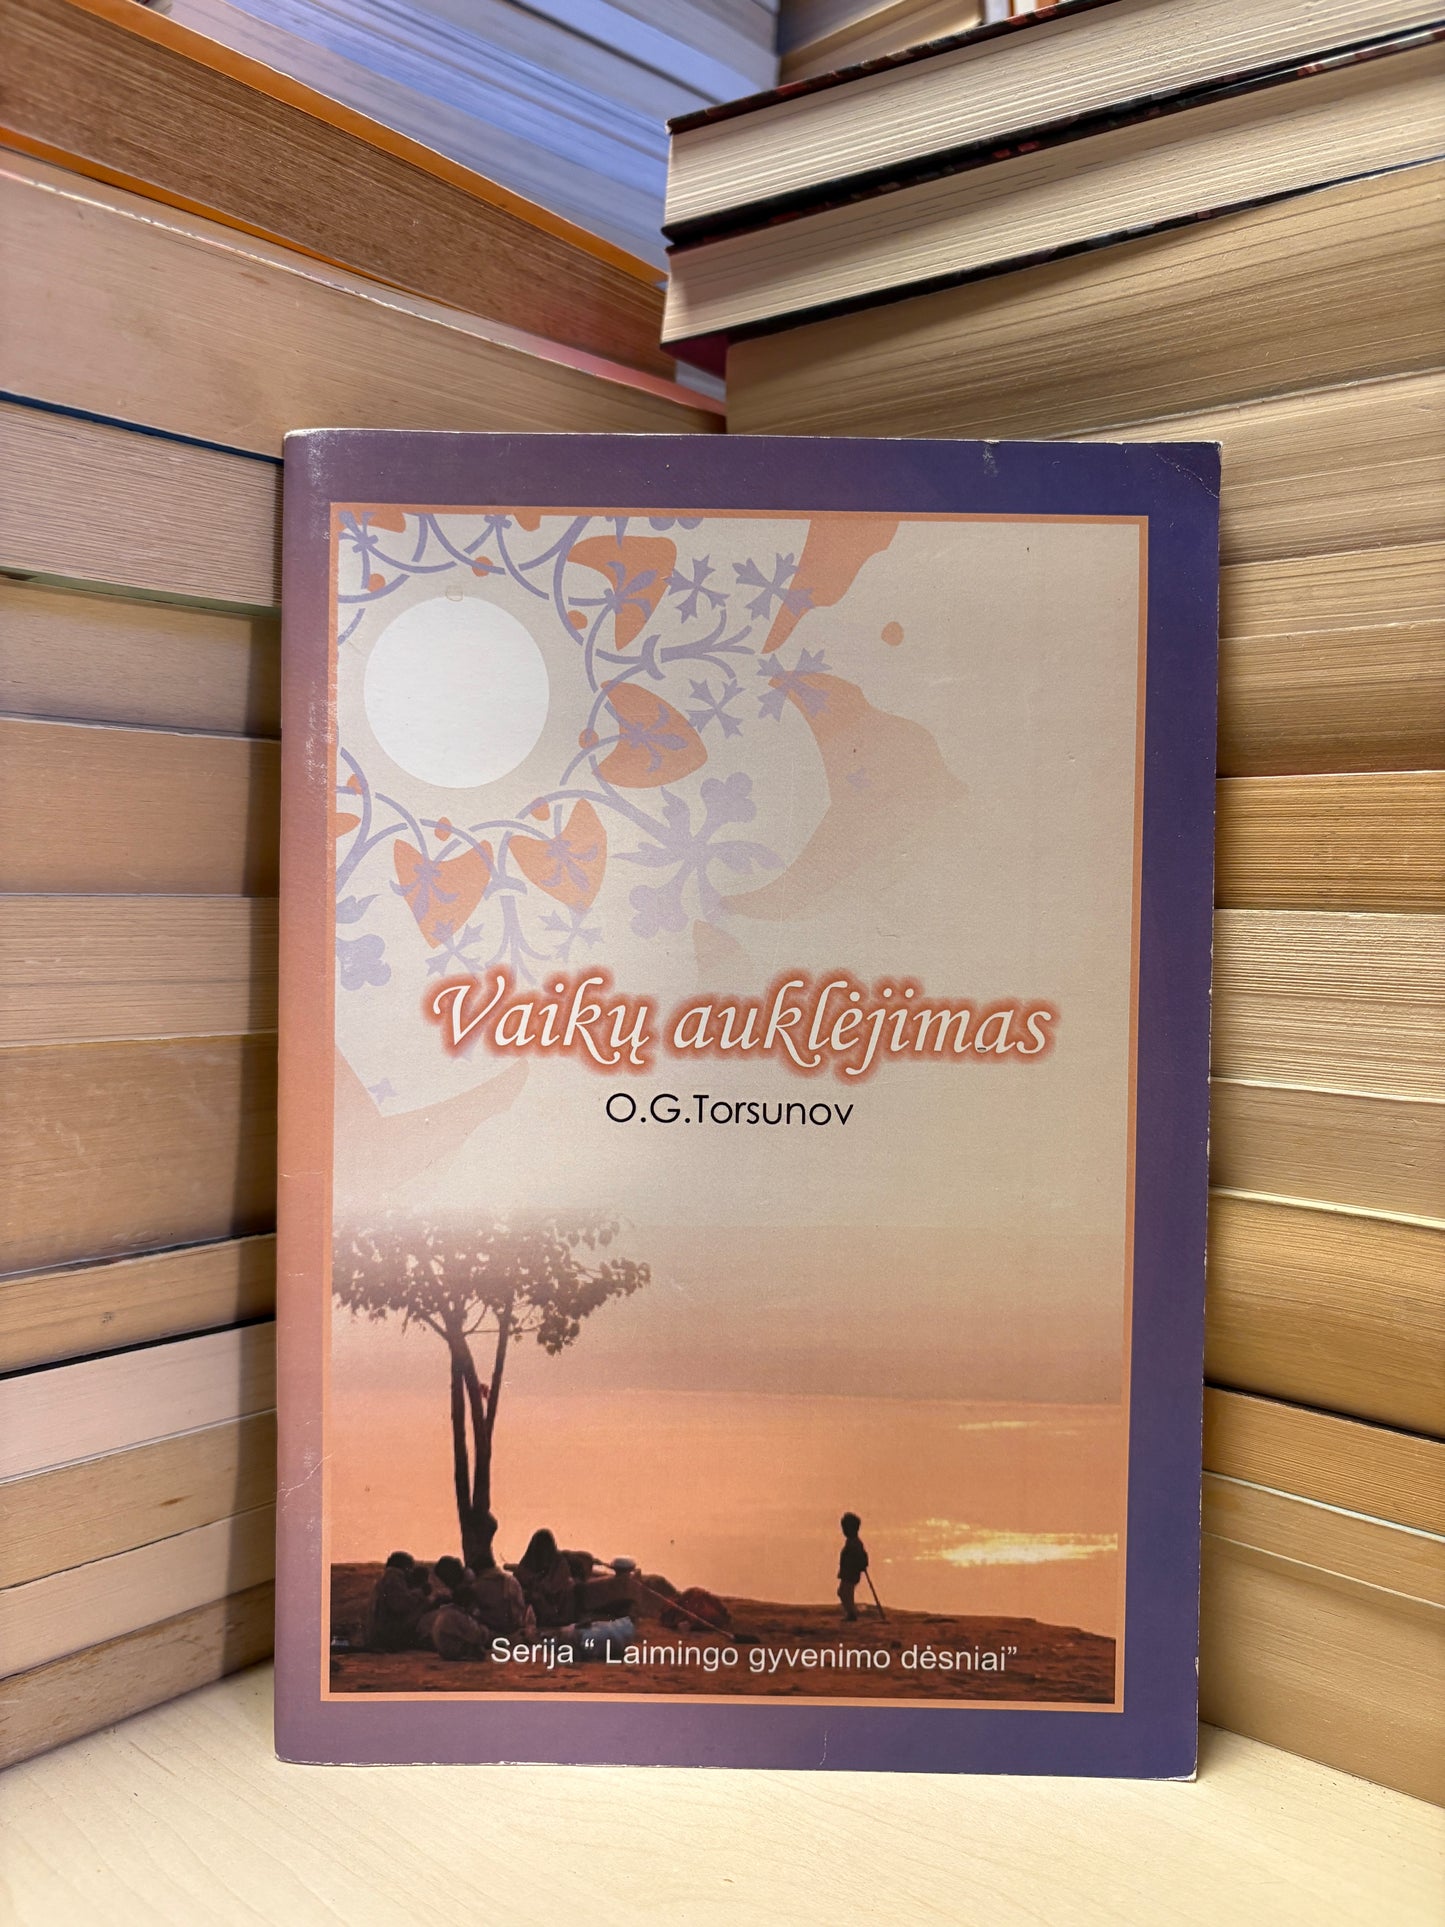 Vaikų auklėjimas
O.G.Torsunov
Serija “ Laimingo gyvenimo dėsniai”